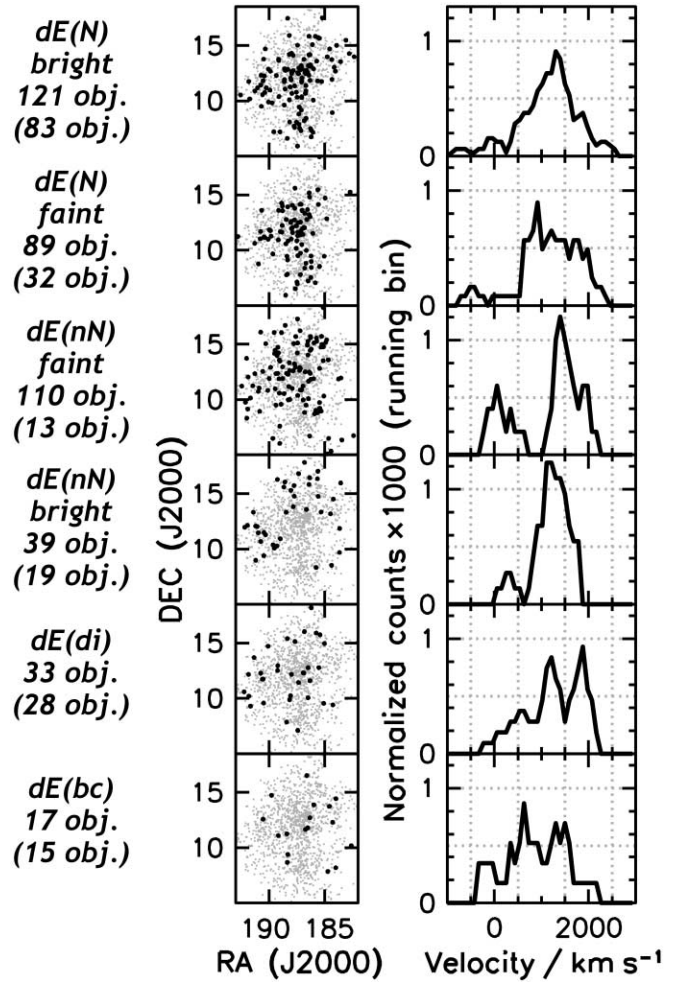 dE(N)
bright
121 obj.
(83 obj.)
dE(N)
faint
89 obj.
(32 obj.)
dE(nN)
faint
110 obj.
(13 obj.)
dE(nN)
bright
39 obj.
(19 obj.)
dE(di)
33 obj.
(28 obj.)
dE(bc)
17 obj.
(15 obj.)
DEC (J2000)
15
10
15
10
15
10
15
10
15
10
15
10
190 185
RA (J2000)
Normalized counts ×1000 (running bin)
1
0
1
0
1
0
1
0
1
0
1
0
0 2000
Velocity / km s⁻¹